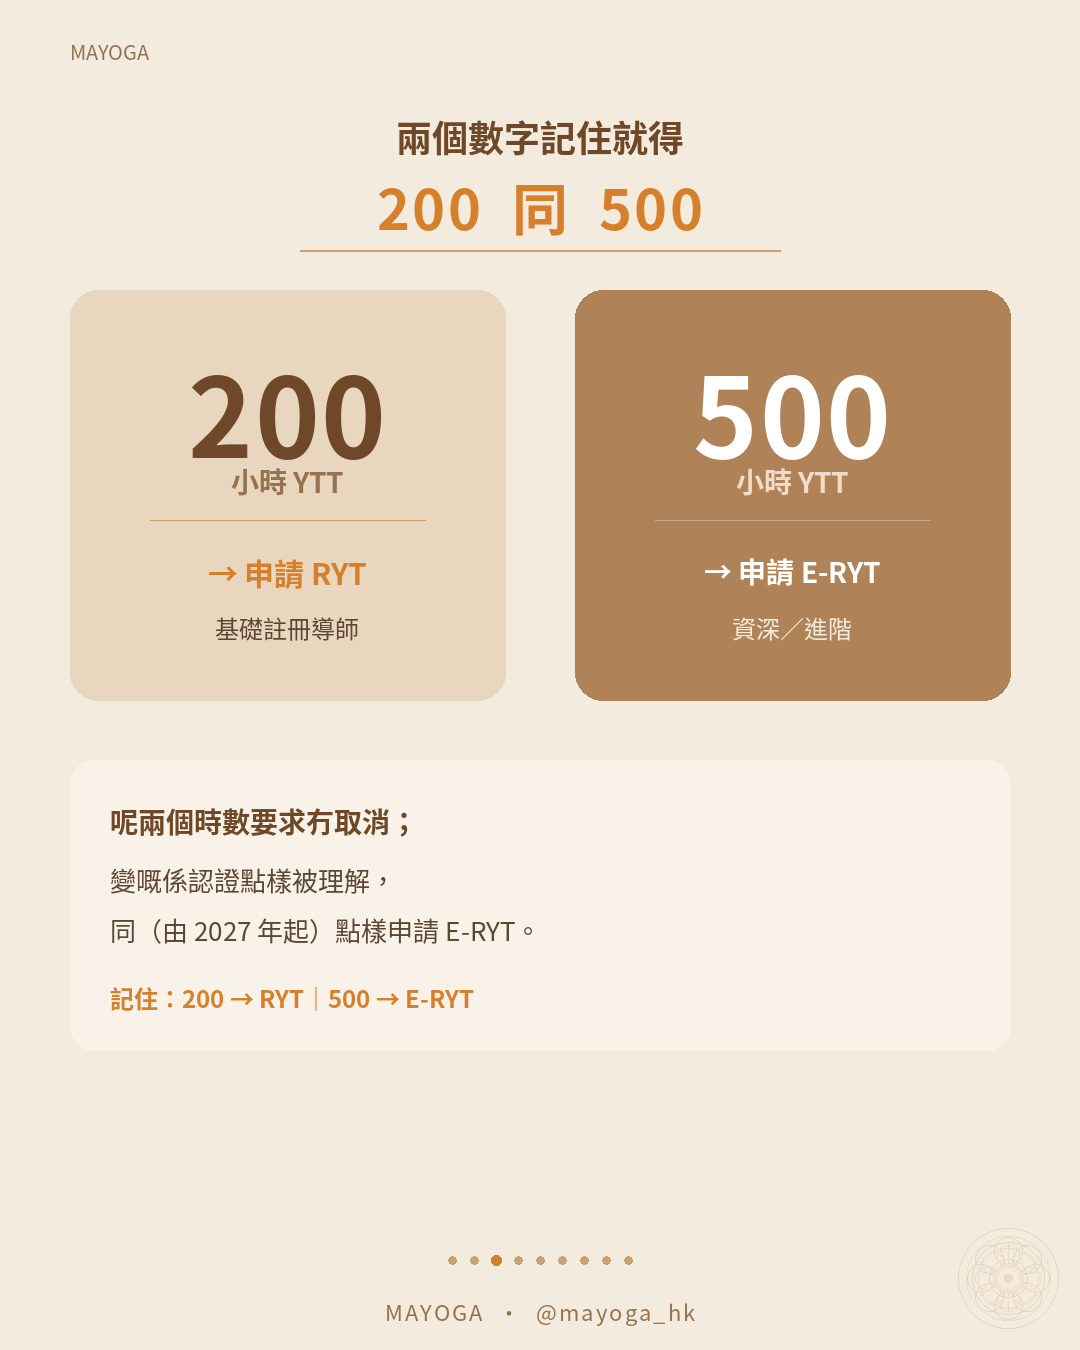 MAYOGA
兩個數字記住就得
200 同 500
200
小時 YTT
→ 申請 RYT
基礎註冊導師
500
小時 YTT
→ 申請 E-RYT
資深／進階
呢兩個時數要求冇取消；
變嘅係認證點樣被理解，
同（由 2027 年起）點樣申請 E-RYT。
記住：200 → RYT｜500 → E-RYT
MAYOGA · @mayoga_hk